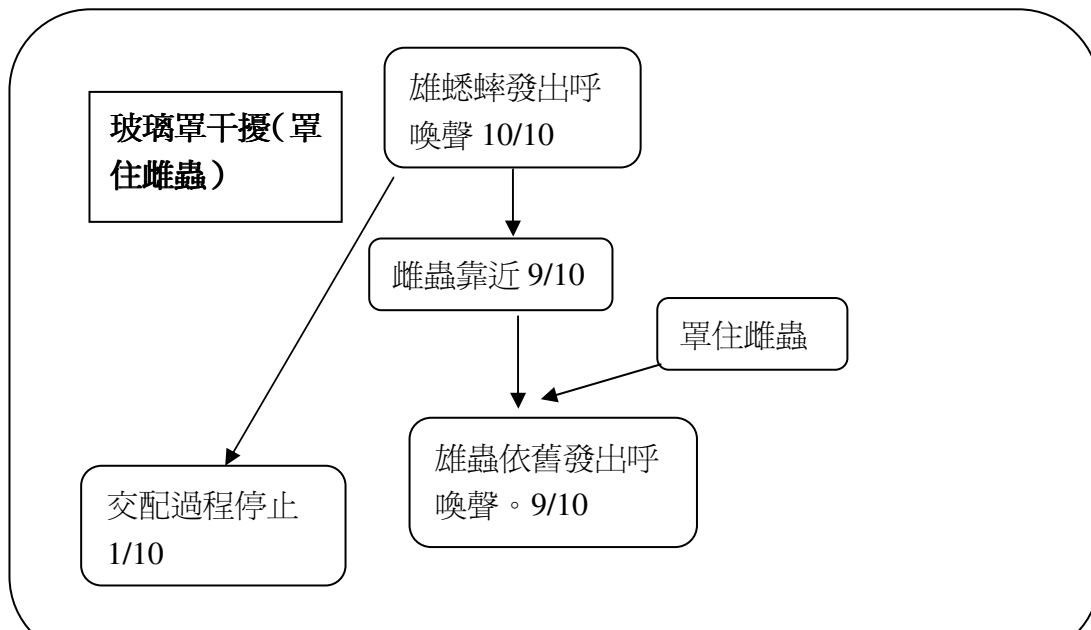 雄蟋蟀發出呼
喚聲 10/10
玻璃罩干擾(罩
住雌蟲)
雌蟲靠近 9/10
罩住雌蟲
雄蟲依舊發出呼
喚聲。9/10
交配過程停止
1/10